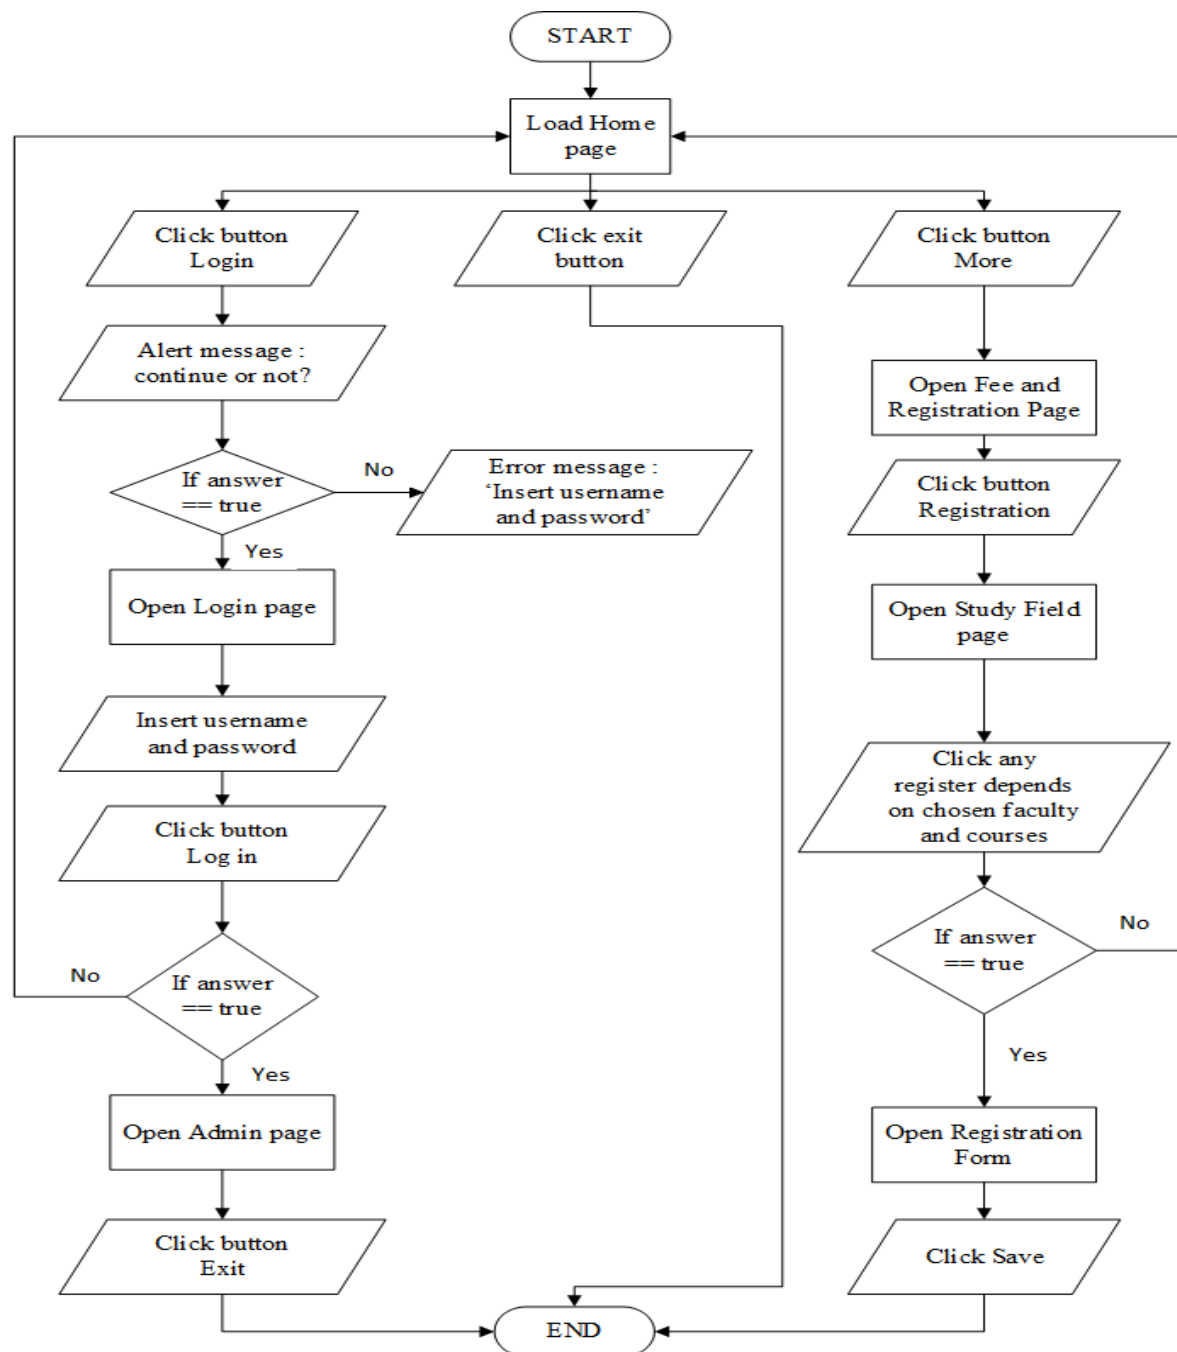 START
Load Home
page
Click button
Login
Click exit
button
Click button
More
Alert message :
continue or not?
Open Fee and
Registration Page
If answer
== true
No
Error message :
‘Insert username
and password’
Click button
Registration
Yes
Open Login page
Open Study Field
page
Insert username
and password
Click any
register depends
on chosen faculty
and courses
Click button
Log in
If answer
== true
No
If answer
== true
No
Yes
Yes
Open Admin page
Open Registration
Form
Click button
Exit
Click Save
END